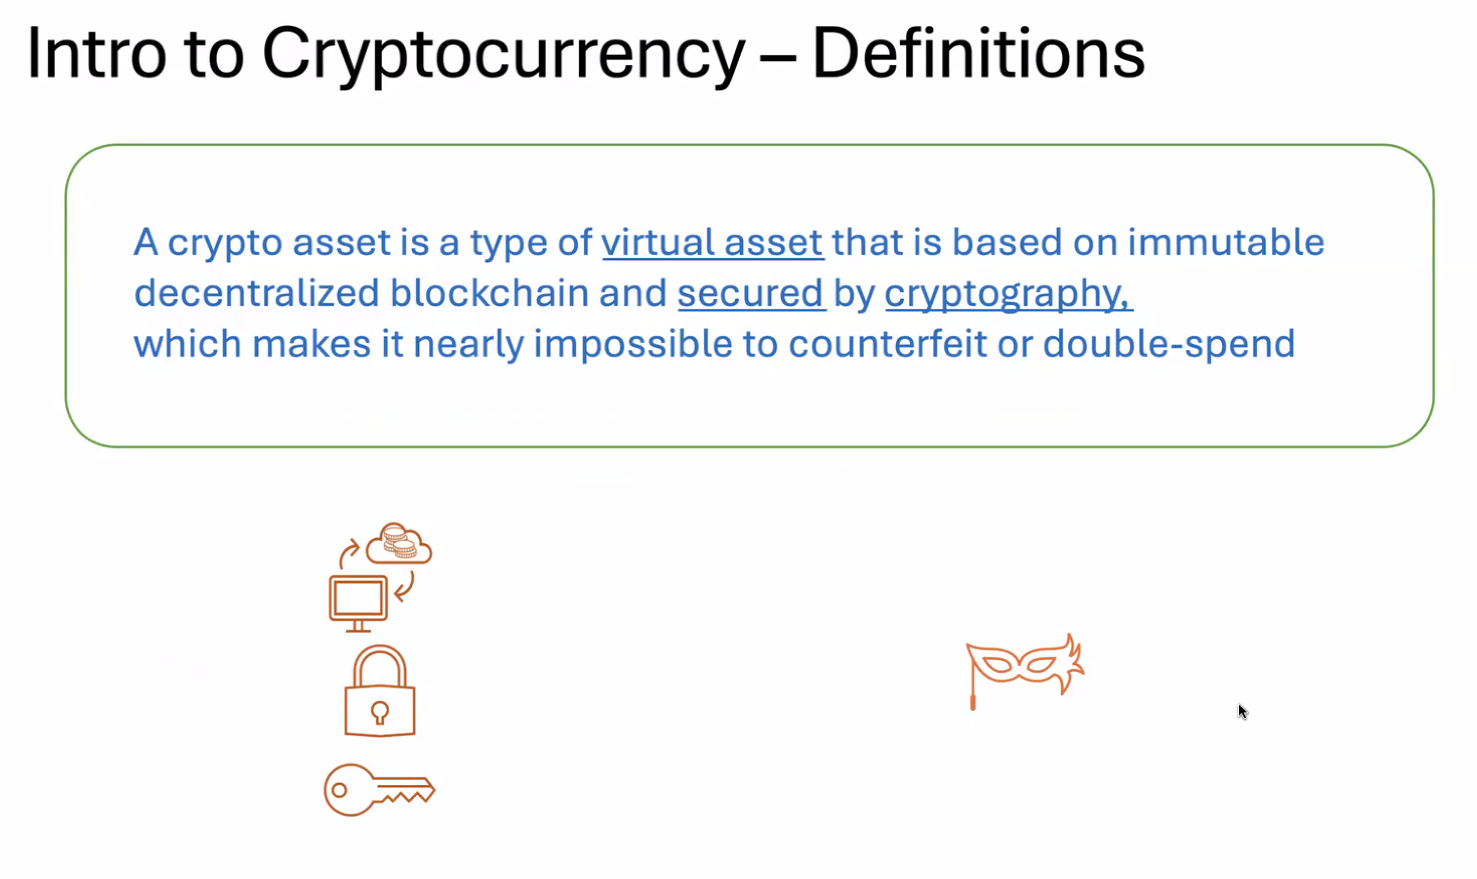 Intro to Cryptocurrency – Definitions
A crypto asset is a type of virtual asset that is based on immutable
decentralized blockchain and secured by cryptography,
which makes it nearly impossible to counterfeit or double-spend